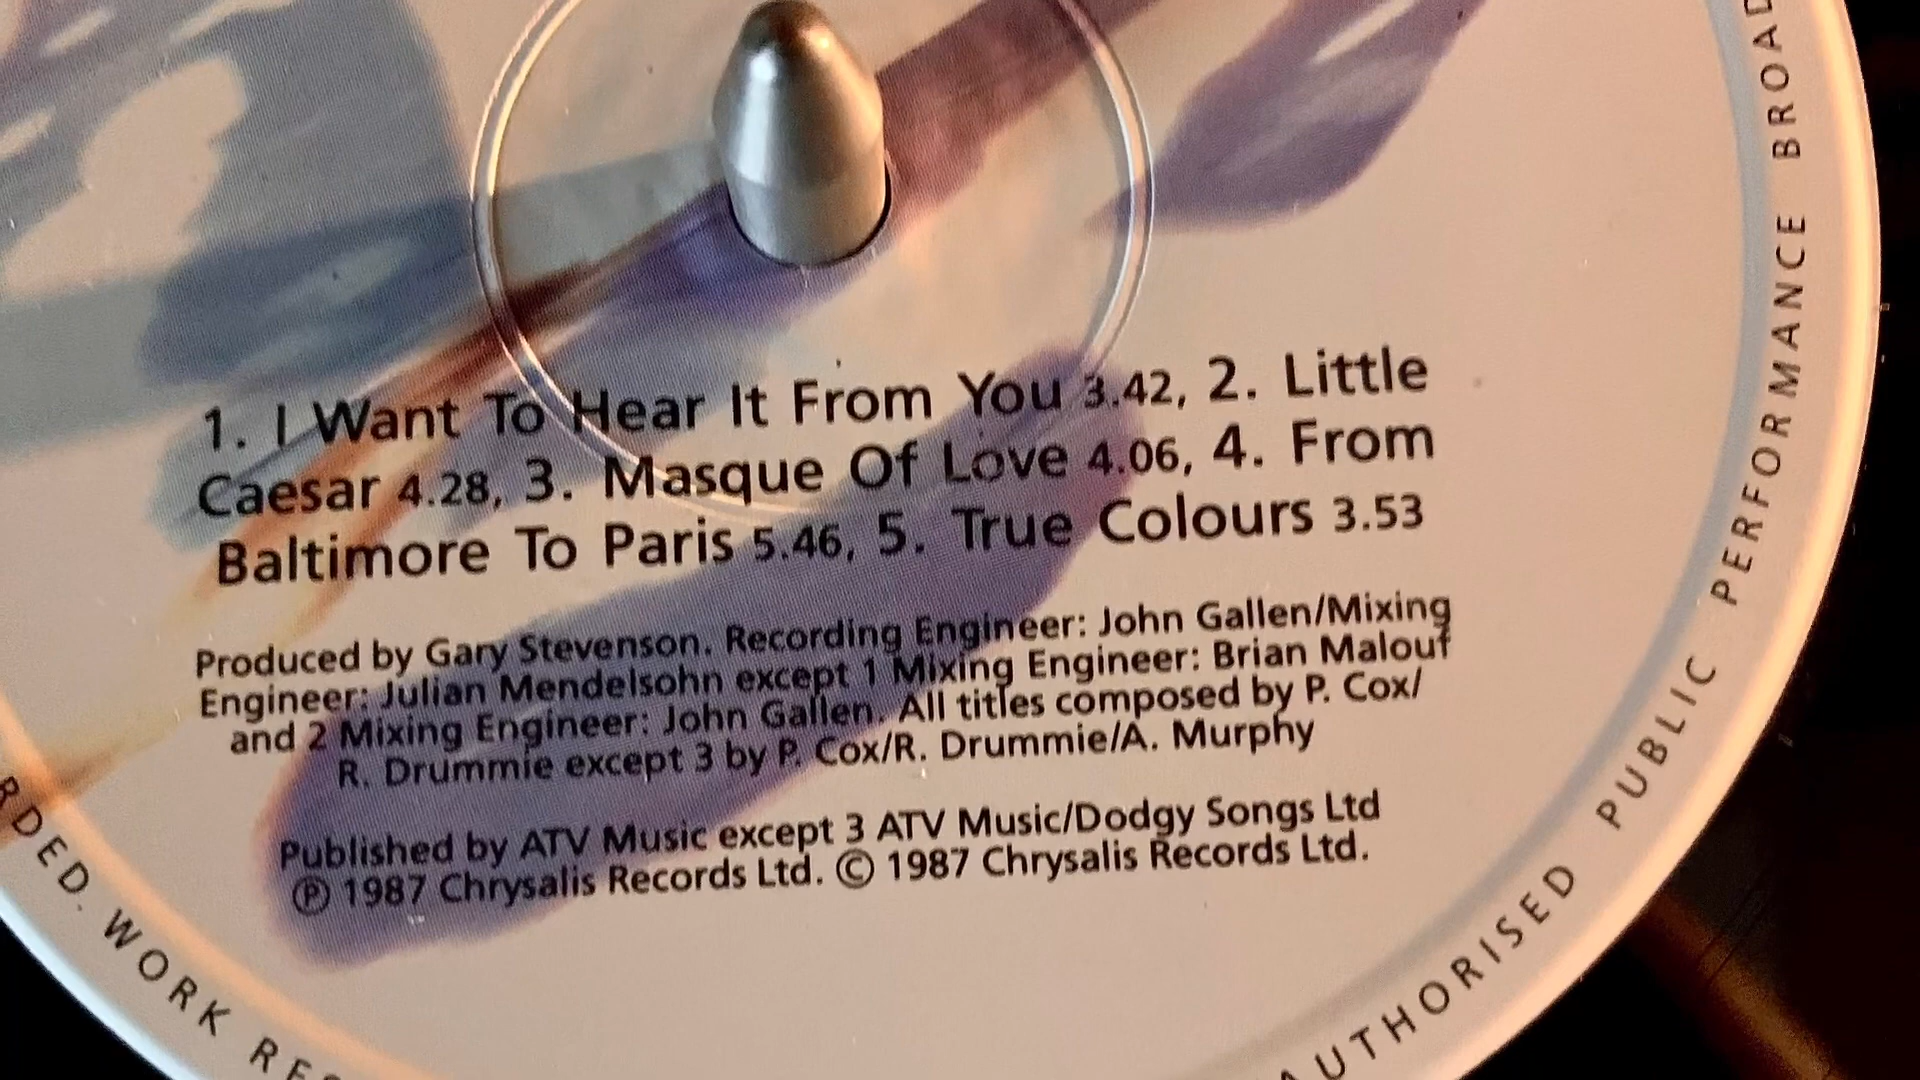 1. I Want To Hear It From You 3.42, 2. Little
Caesar 4.28, 3. Masque Of Love 4.06, 4. From
Baltimore To Paris 5.46, 5. True Colours 3.53
Produced by Gary Stevenson. Recording Engineer: John Gallen/Mixing
Engineer: Julian Mendelsohn except 1 Mixing Engineer: Brian Malouf
and 2 Mixing Engineer: John Gallen. All titles composed by P. Cox/
R. Drummie except 3 by P. Cox/R. Drummie/A. Murphy
Published by ATV Music except 3 ATV Music/Dodgy Songs Ltd
Ⓟ 1987 Chrysalis Records Ltd. © 1987 Chrysalis Records Ltd.
AUTHORISED PUBLIC PERFORMANCE
WORK